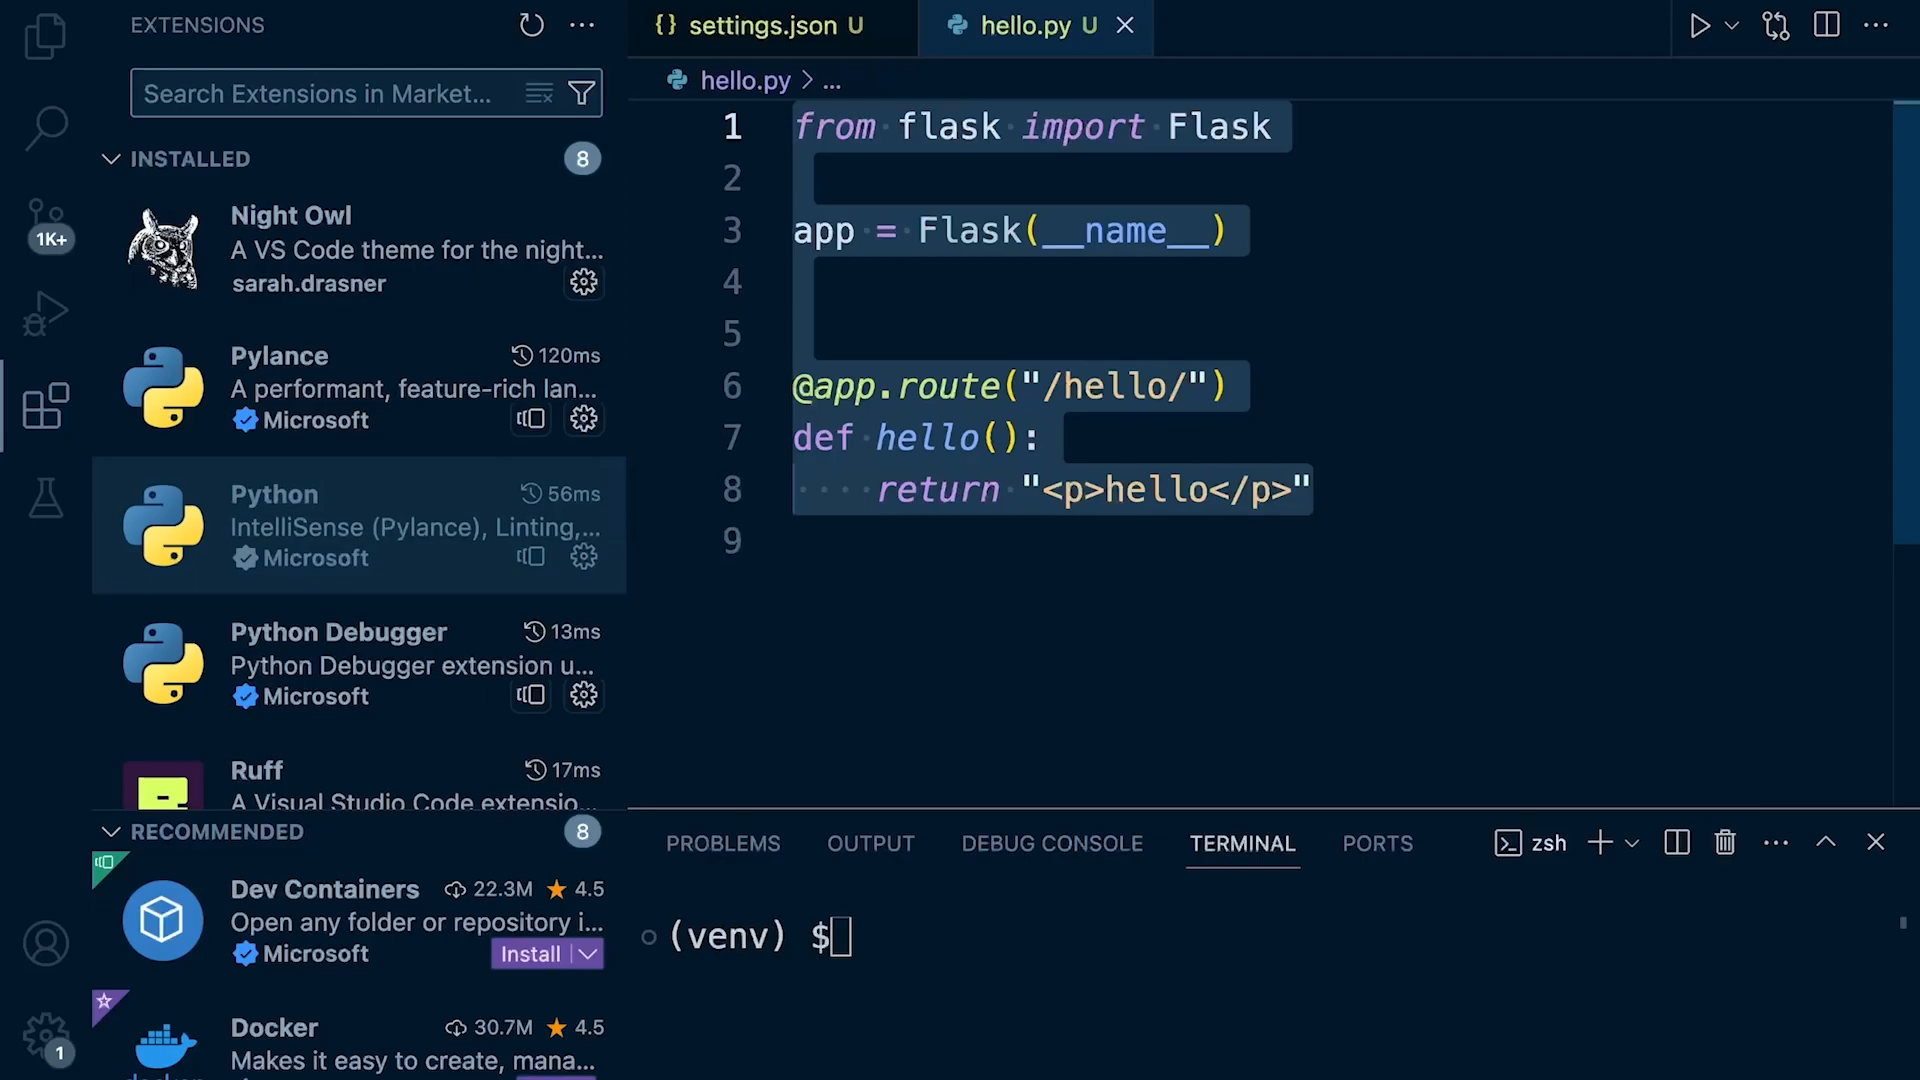 EXTENSIONS
Search Extensions in Market...
INSTALLED
8
Night Owl
A VS Code theme for the night...
sarah.drasner
Pylance
120ms
A performant, feature-rich lan...
Microsoft
Python
56ms
IntelliSense (Pylance), Linting,...
Microsoft
Python Debugger
13ms
Python Debugger extension u...
Microsoft
Ruff
17ms
A Visual Studio Code extensio...
RECOMMENDED
8
Dev Containers
22.3M
4.5
Open any folder or repository i...
Microsoft
Install
Docker
30.7M
4.5
Makes it easy to create, mana...
1K+
1
{} settings.json U
hello.py U
hello.py > ...
1 from flask import Flask
2
3 app = Flask(__name__)
4
5
6 @app.route("/hello/")
7 def hello():
8 return "<p>hello</p>"
9
PROBLEMS
OUTPUT
DEBUG CONSOLE
TERMINAL
PORTS
zsh
(venv) $